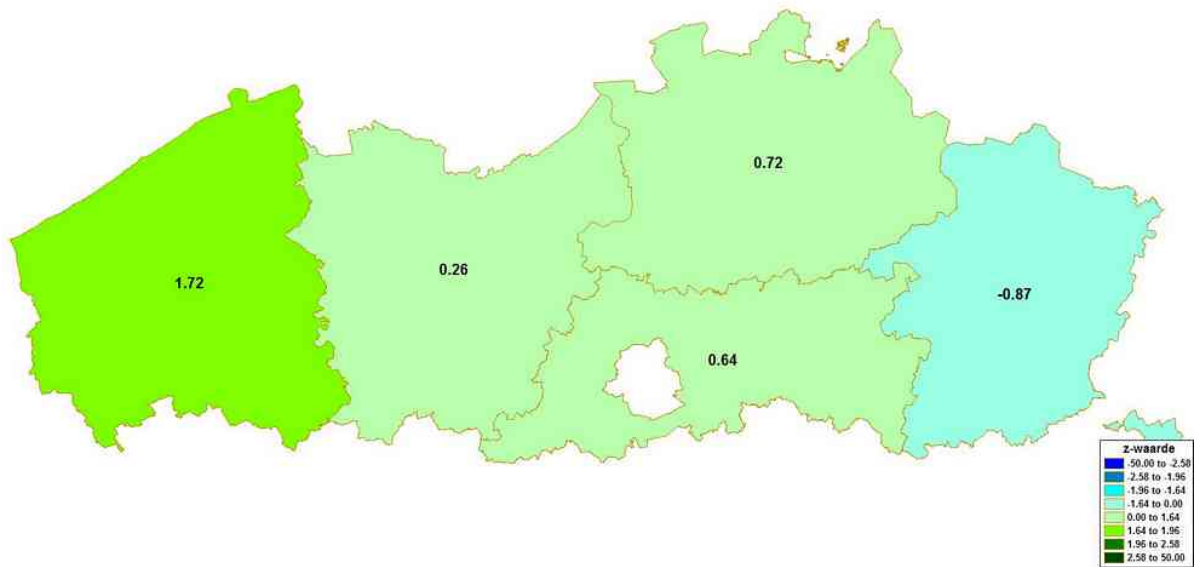 0.72
1.72
0.26
-0.87
0.64
z-waarde
-50.00 to -2.58
-2.58 to -1.96
-1.96 to -1.64
-1.64 to 0.00
0.00 to 1.64
1.64 to 1.96
1.96 to 2.58
2.58 to 50.00